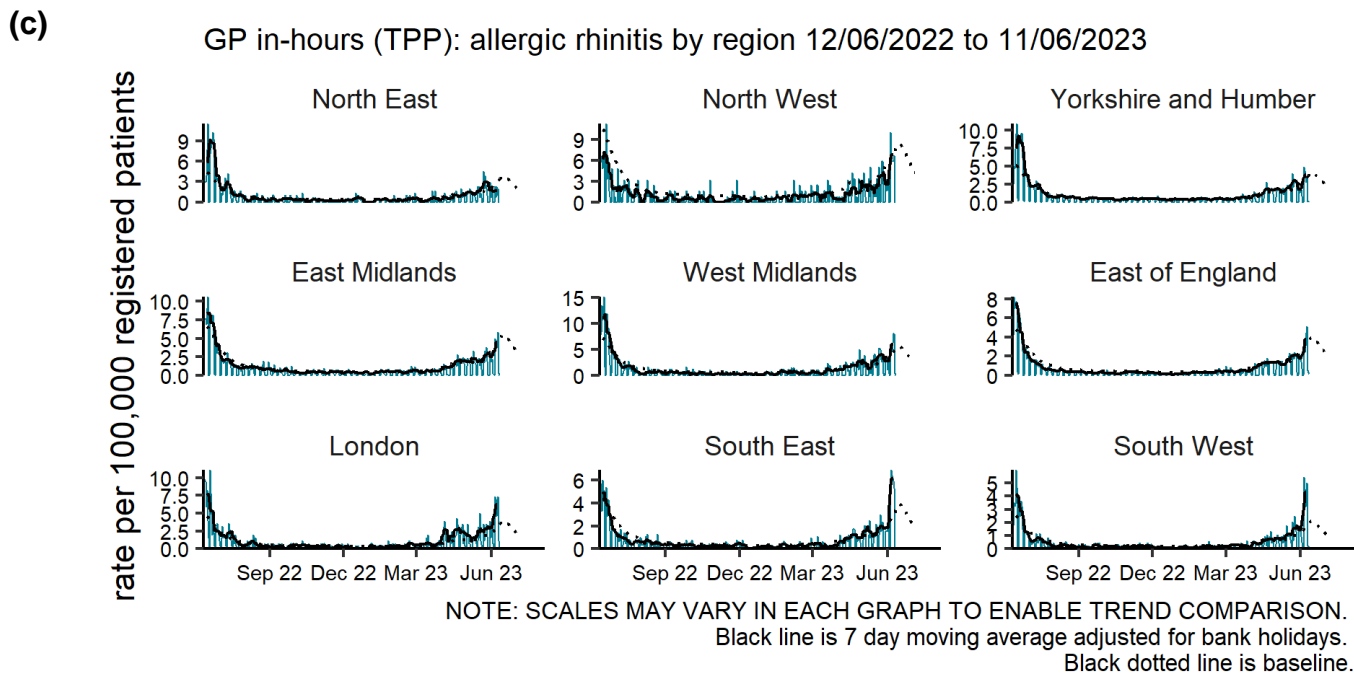 (c)
GP in-hours (TPP): allergic rhinitis by region 12/06/2022 to 11/06/2023
rate per 100,000 registered patients
North East
9
6
3
0
North West
9
6
3
0
Yorkshire and Humber
10.0
7.5
5.0
2.5
0.0
East Midlands
10.0
7.5
5.0
2.5
0.0
West Midlands
15
10
5
0
East of England
8
6
4
2
0
London
10.0
7.5
5.0
2.5
0.0
South East
6
4
2
0
South West
5
4
3
2
1
0
Sep 22 Dec 22 Mar 23 Jun 23
Sep 22 Dec 22 Mar 23 Jun 23
Sep 22 Dec 22 Mar 23 Jun 23
NOTE: SCALES MAY VARY IN EACH GRAPH TO ENABLE TREND COMPARISON.
Black line is 7 day moving average adjusted for bank holidays.
Black dotted line is baseline.